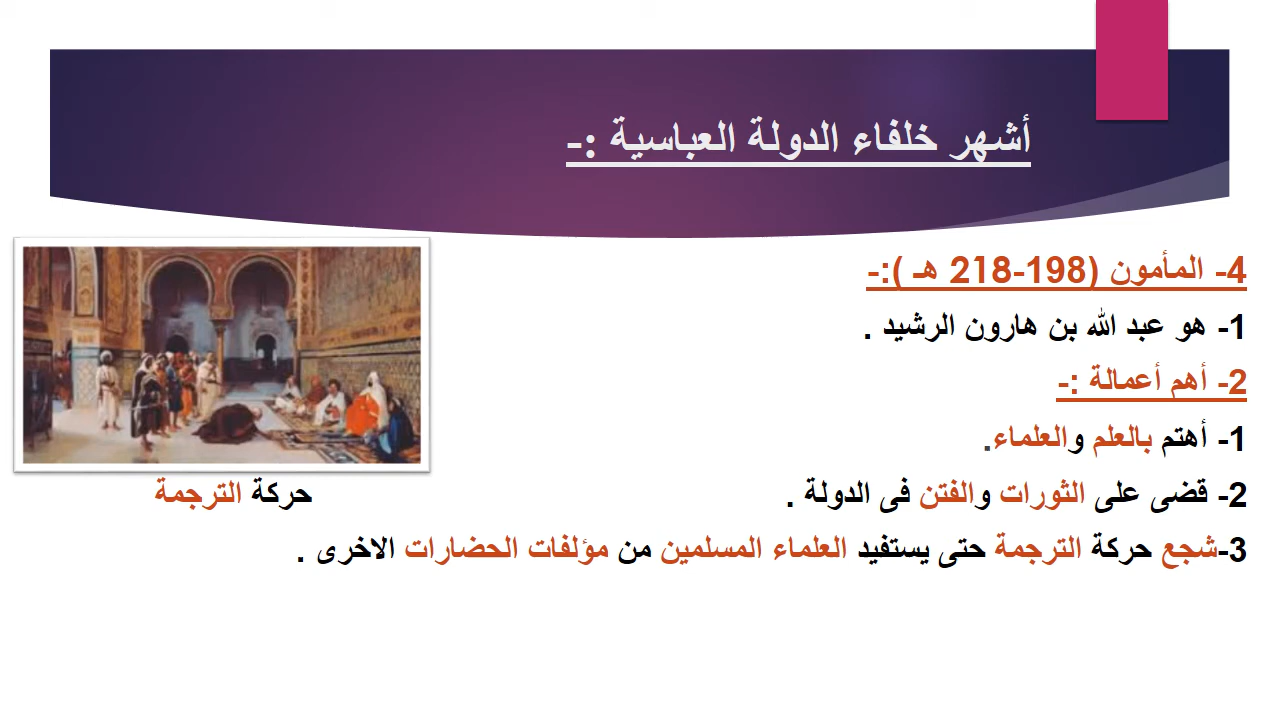 أشهر خلفاء الدولة العباسية :-
4- المأمون (198-218 هـ ):-
1- هو عبد الله بن هارون الرشيد .
2- أهم أعمالة :-
1- أهتم بالعلم والعلماء.
2- قضى على الثورات والفتن فى الدولة .
3-شجع حركة الترجمة حتى يستفيد العلماء المسلمين من مؤلفات الحضارات الاخرى .
حركة الترجمة